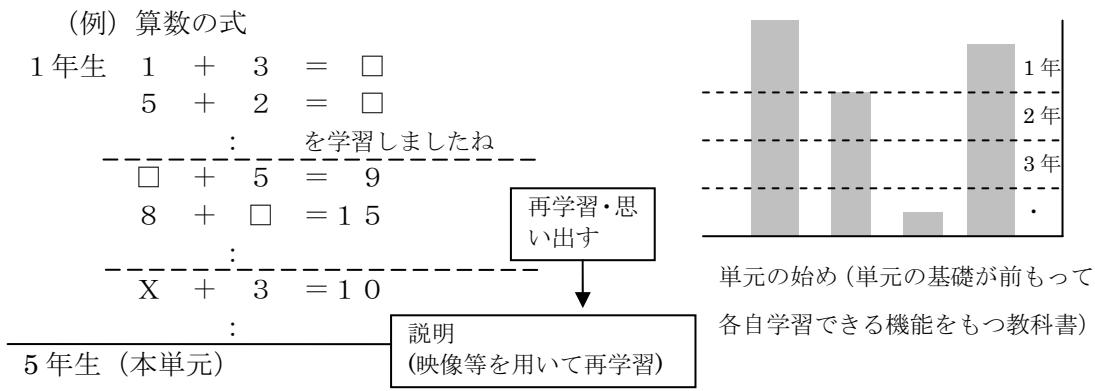 （例）算数の式
1年生 １ ＋ ３ ＝ □
５ ＋ ２ ＝ □
： を学習しましたね
□ ＋ ５ ＝ ９
８ ＋ □ ＝１５
：
Ｘ ＋ ３ ＝１０
：
5年生（本単元）
再学習・思
い出す
説明
(映像等を用いて再学習)
1年
2年
3年
・
単元の始め（単元の基礎が前もって
各自学習できる機能をもつ教科書）